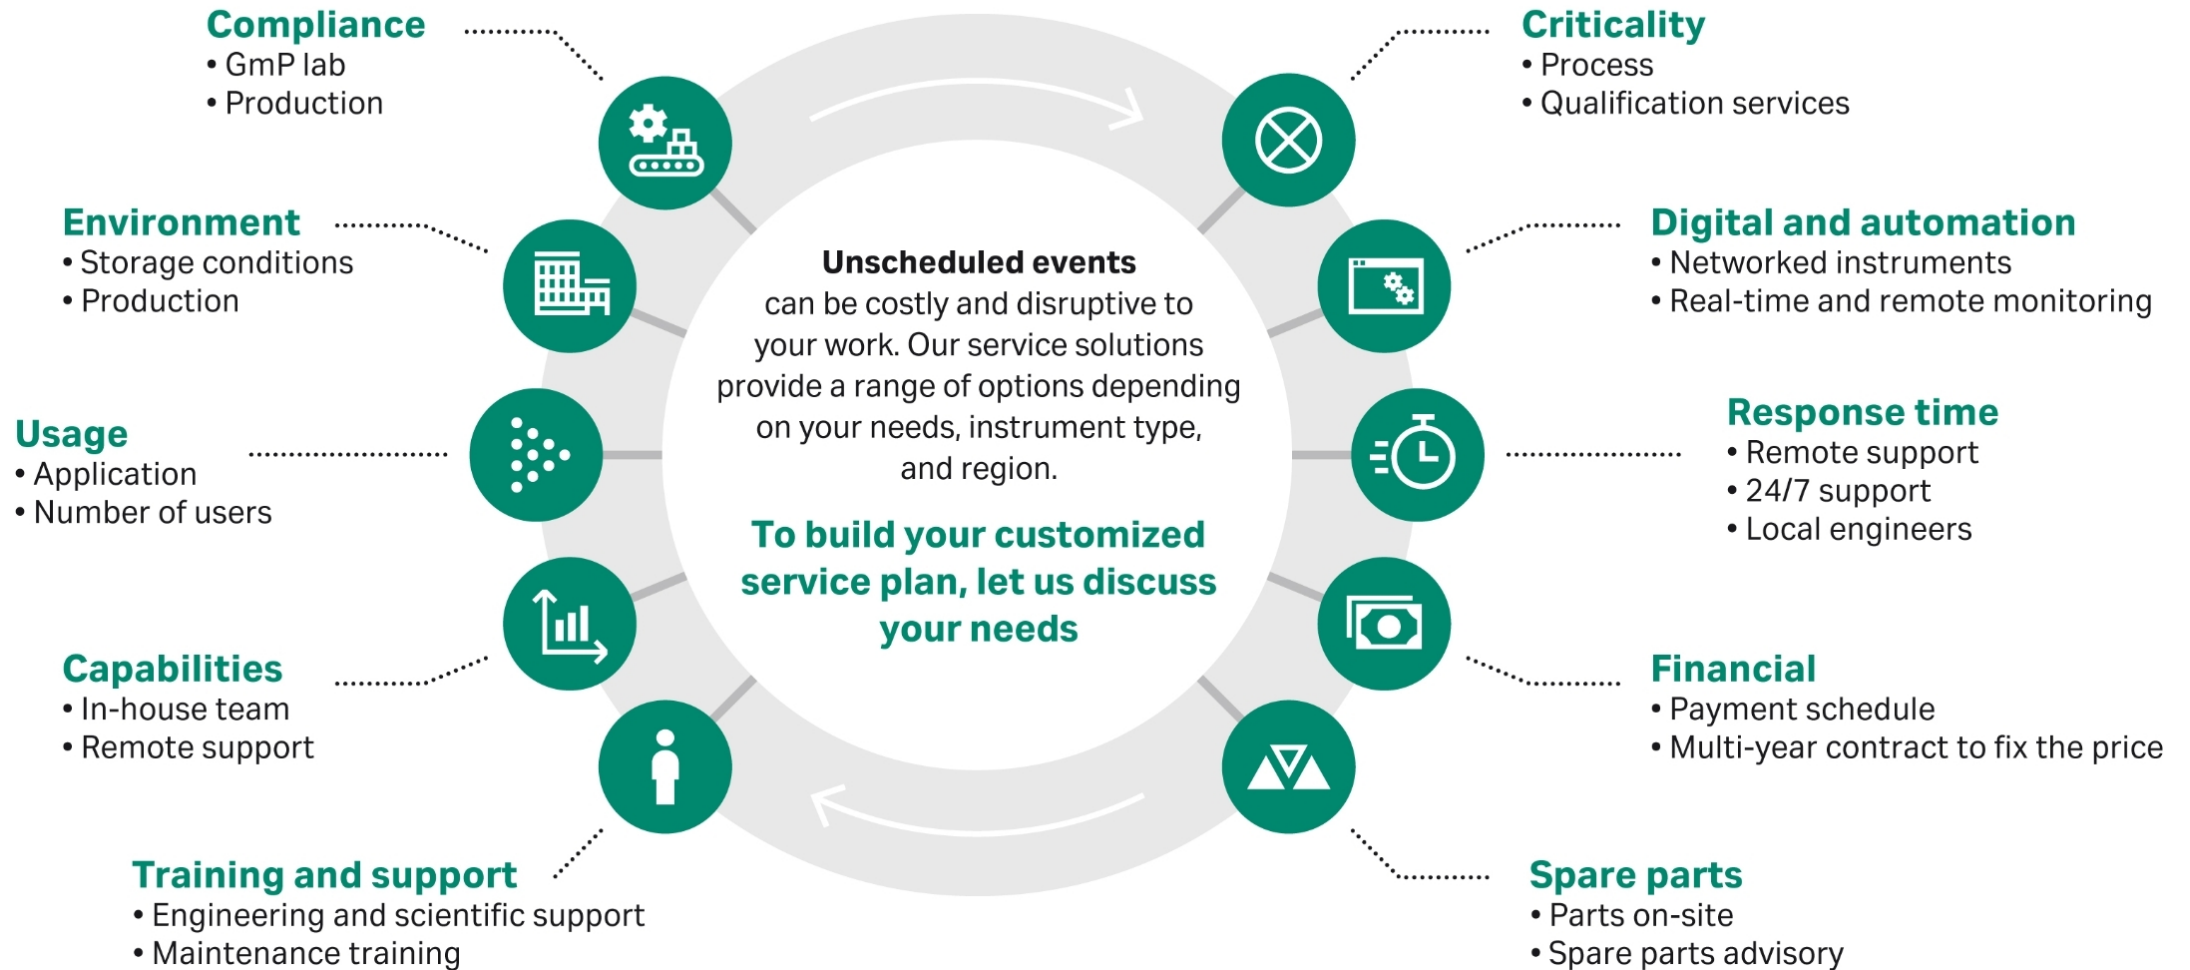 Compliance
• GmP lab
• Production
Environment
• Storage conditions
• Production
Usage
• Application
• Number of users
Capabilities
• In-house team
• Remote support
Training and support
• Engineering and scientific support
• Maintenance training
Unscheduled events
can be costly and disruptive to
your work. Our service solutions
provide a range of options depending
on your needs, instrument type,
and region.
To build your customized
service plan, let us discuss
your needs
Criticality
• Process
• Qualification services
Digital and automation
• Networked instruments
• Real-time and remote monitoring
Response time
• Remote support
• 24/7 support
• Local engineers
Financial
• Payment schedule
• Multi-year contract to fix the price
Spare parts
• Parts on-site
• Spare parts advisory